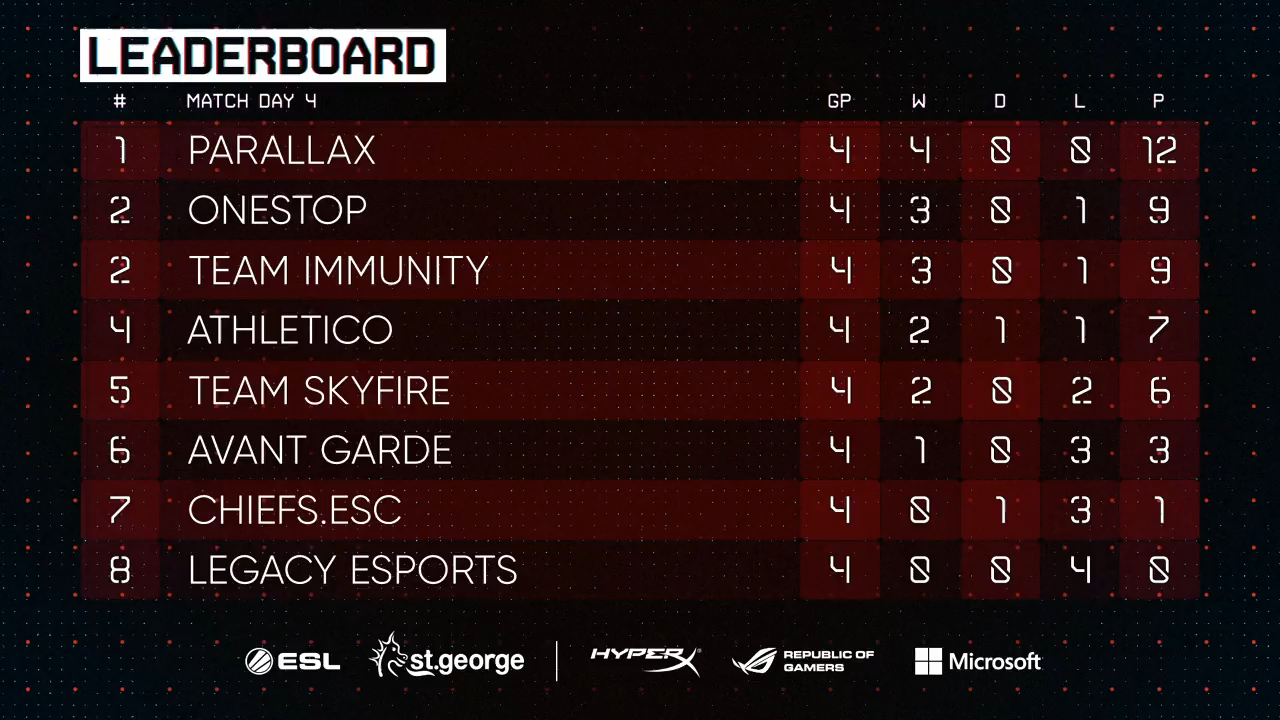 LEADERBOARD
# MATCH DAY 4 GP W D L P
1 PARALLAX 4 4 0 0 12
2 ONESTOP 4 3 0 1 9
2 TEAM IMMUNITY 4 3 0 1 9
4 ATHLETICO 4 2 1 1 7
5 TEAM SKYFIRE 4 2 0 2 6
6 AVANT GARDE 4 1 0 3 3
7 CHIEFS.ESC 4 0 1 3 1
8 LEGACY ESPORTS 4 0 0 4 0
ESL st.george HYPERX REPUBLIC OF GAMERS Microsoft